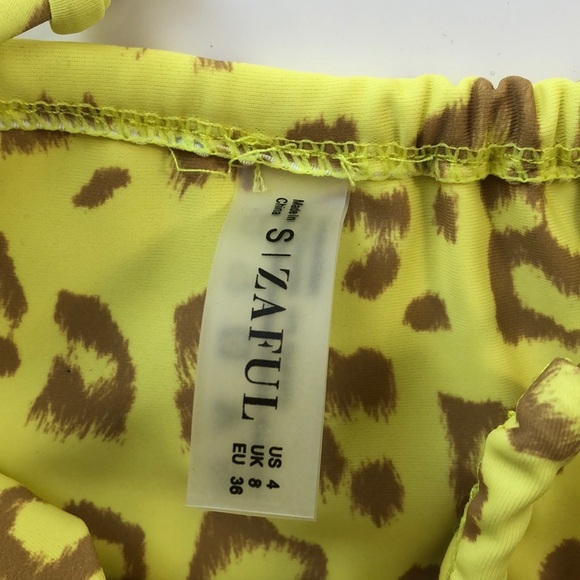 Made in
China
S | ZAFUL
US 4
UK 8
EU 36